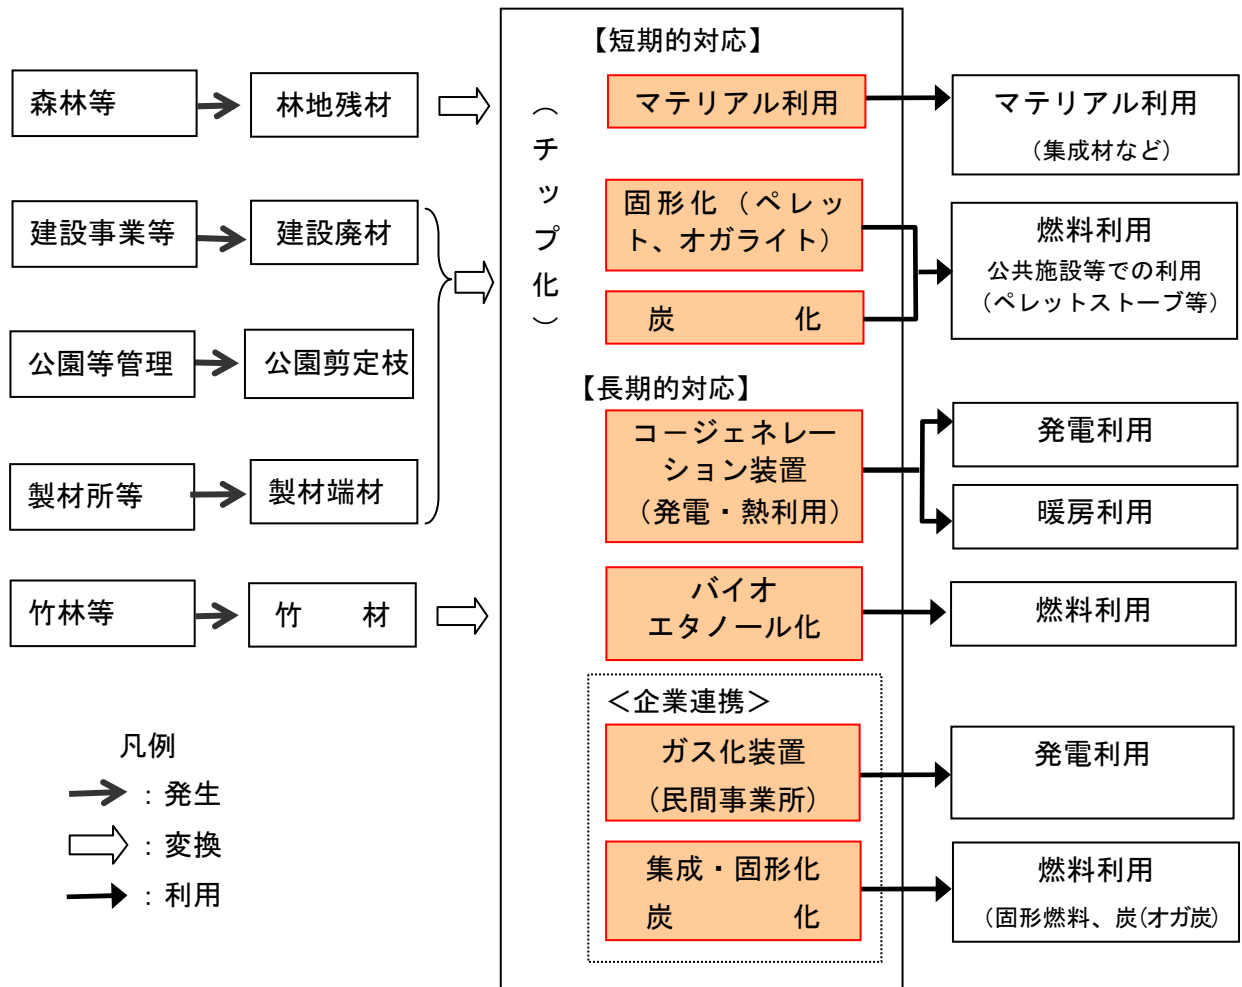 森林等
林地残材
建設事業等
建設廃材
公園等管理
公園剪定枝
製材所等
製材端材
竹林等
竹　　材
凡例
：発生
：変換
：利用
（チップ化）
【短期的対応】
マテリアル利用
固形化（ペレッ
ト、オガライト）
炭　　　　化
【長期的対応】
コージェネレー
ション装置
（発電・熱利用）
バイオ
エタノール化
＜企業連携＞
ガス化装置
（民間事業所）
集成・固形化
炭　　　　化
マテリアル利用
（集成材など）
燃料利用
公共施設等での利用
（ペレットストーブ等）
発電利用
暖房利用
燃料利用
発電利用
燃料利用
（固形燃料、炭(オガ炭）